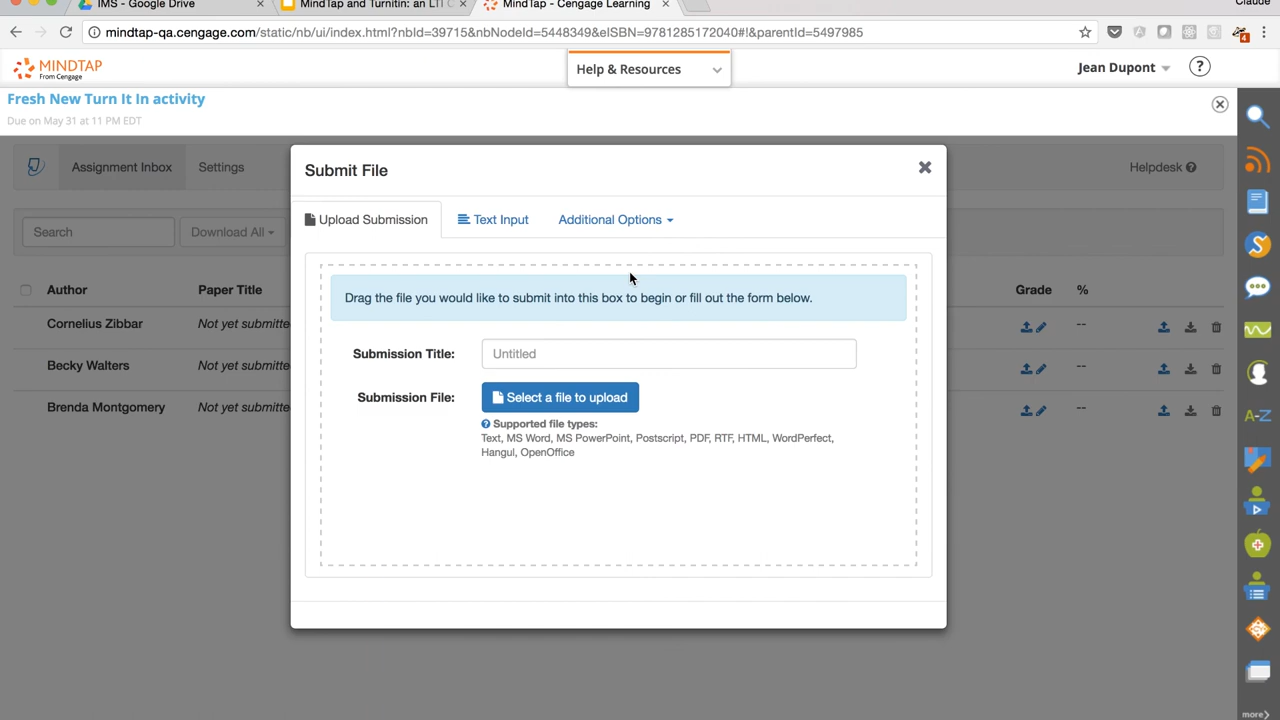 IMS - Google Drive
MindTap and Turnitin: an LTI C
MindTap - Cengage Learning
Claude
mindtap-qa.cengage.com/static/nb/ui/index.html?nbId=39715&nbNodeId=5448349&eISBN=9781285172040#!&parentId=5497985
4
MINDTAP
From Cengage
Help & Resources
Jean Dupont
?
Fresh New Turn It In activity
Due on May 31 at 11 PM EDT
Assignment Inbox
Settings
Helpdesk
Search
Download All
Author
Paper Title
Grade
%
Cornelius Zibbar
Not yet submitte
--
Becky Walters
Not yet submitte
--
Brenda Montgomery
Not yet submitte
--
Submit File
Upload Submission
Text Input
Additional Options
Drag the file you would like to submit into this box to begin or fill out the form below.
Submission Title:
Untitled
Submission File:
Select a file to upload
Supported file types:
Text, MS Word, MS PowerPoint, Postscript, PDF, RTF, HTML, WordPerfect,
Hangul, OpenOffice
A-Z
more